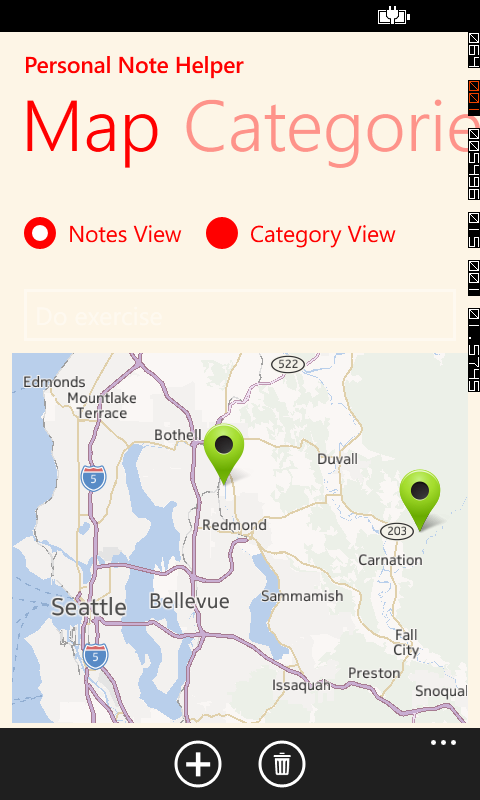 Personal Note Helper
Map Categorie
Notes View Category View
Do exercise
522
Edmonds
Mountlake
Terrace
Bothell
Duvall
5
Redmond
203
Carnation
Seattle
Bellevue
Sammamish
Fall
City
5
Preston
Issaquah
Snoqual